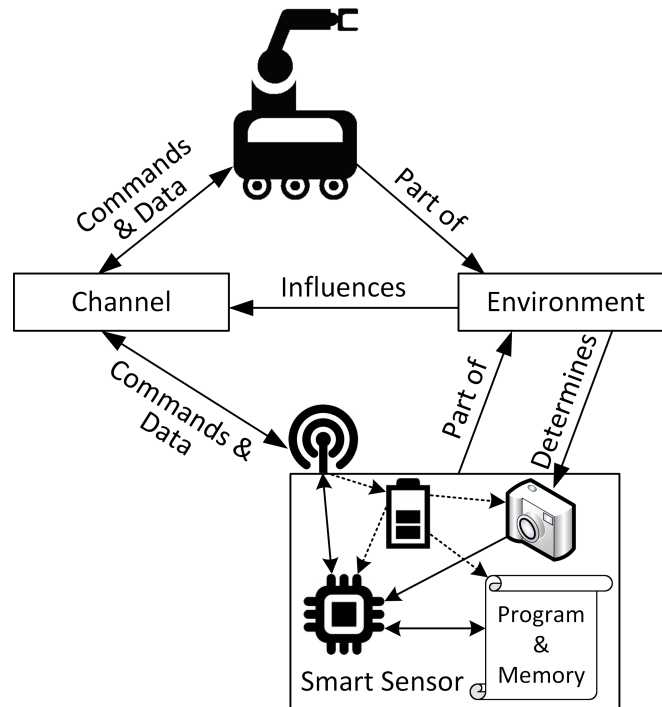 Commands
& Data
Part of
Channel
Influences
Environment
Commands &
Data
Part of
Determines
Program
&
Memory
Smart Sensor